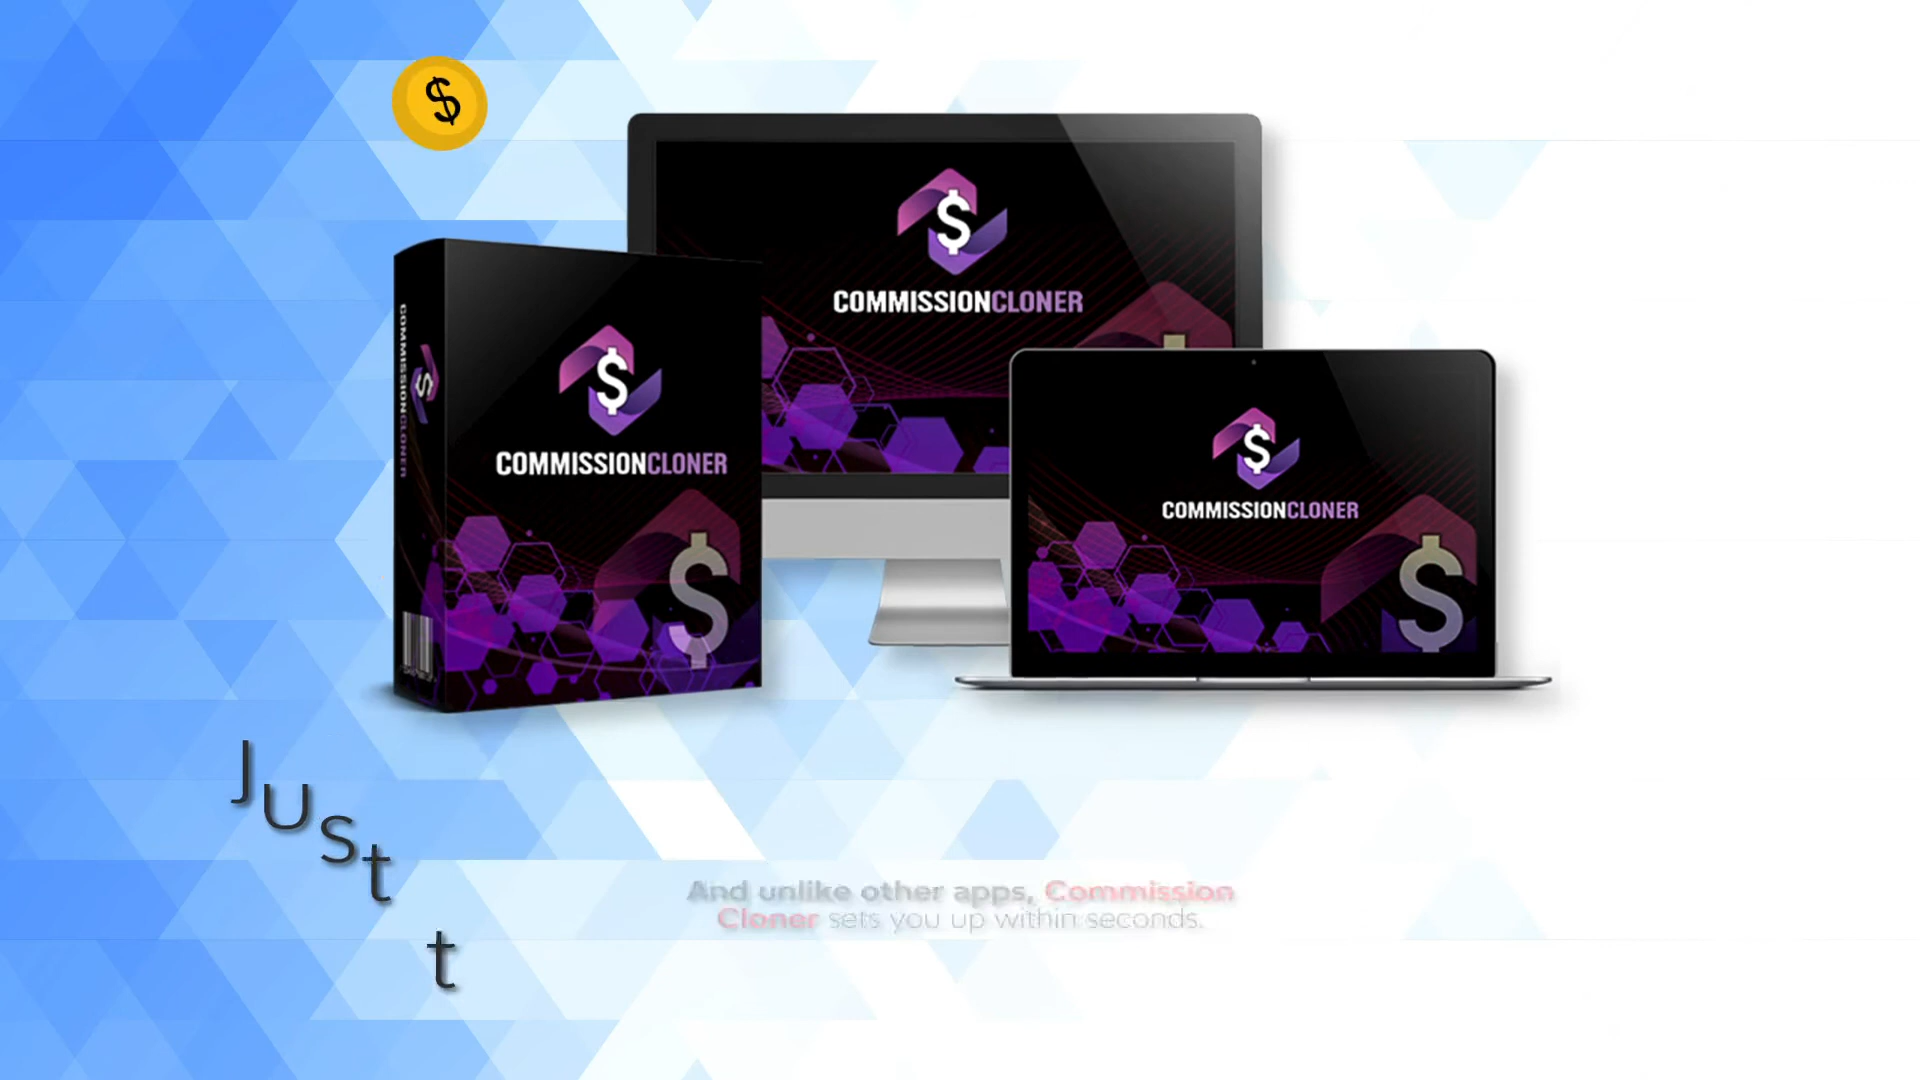 $
$
COMMISSIONCLONER
COMMISSIONCLONER
$
$
COMMISSIONCLONER
$
$
COMMISSIONCLONER
$
Just t
And unlike other apps, Commission
Cloner sets you up within seconds.